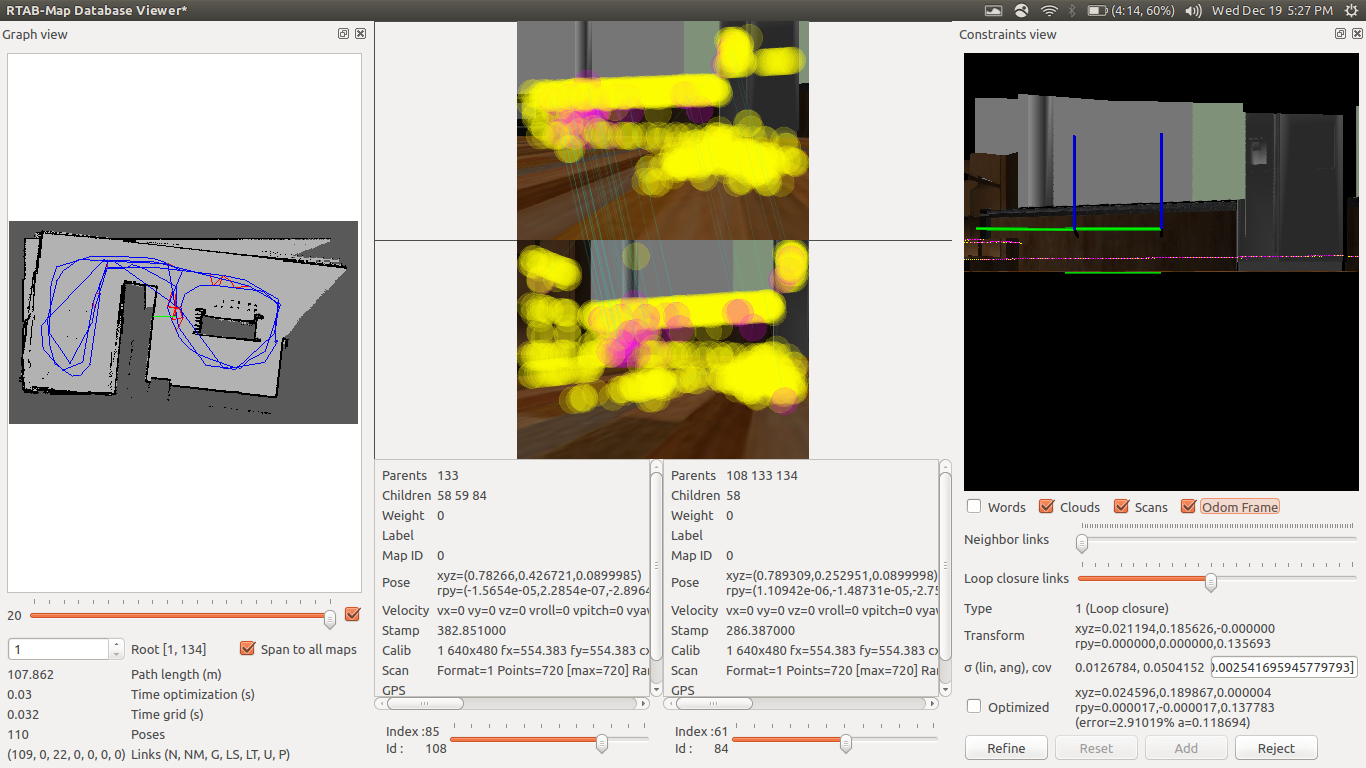 RTAB-Map Database Viewer*
(4:14, 60%) Wed Dec 19 5:27 PM
Graph view
20
1 Root [1, 134] Span to all maps
107.862 Path length (m)
0.03 Time optimization (s)
0.032 Time grid (s)
110 Poses
(109, 0, 22, 0, 0, 0, 0) Links (N, NM, G, LS, LT, U, P)
Parents 133
Children 58 59 84
Weight 0
Label
Map ID 0
Pose xyz=(0.78266,0.426721,0.0899985)
rpy=(-1.5654e-05,2.2854e-07,-2.8964
Velocity vx=0 vy=0 vz=0 vroll=0 vpitch=0 vyaw
Stamp 382.851000
Calib 1 640x480 fx=554.383 fy=554.383 cx
Scan Format=1 Points=720 [max=720] Ra
GPS
Index :85
Id : 108
Parents 108 133 134
Children 58
Weight 0
Label
Map ID 0
Pose xyz=(0.789309,0.252951,0.0899998)
rpy=(1.10942e-06,-1.48731e-05,-2.75
Velocity vx=0 vy=0 vz=0 vroll=0 vpitch=0 vyaw
Stamp 286.387000
Calib 1 640x480 fx=554.383 fy=554.383 cx
Scan Format=1 Points=720 [max=720] Ra
GPS
Index :61
Id : 84
Constraints view
Words Clouds Scans Odom Frame
Neighbor links
Loop closure links
Type 1 (Loop closure)
Transform xyz=0.021194,0.185626,-0.000000
rpy=0.000000,0.000000,0.135693
σ (lin, ang), cov 0.0126784, 0.0504152 0.002541695945779793]
Optimized xyz=0.024596,0.189867,0.000004
rpy=0.000017,-0.000017,0.137783
(error=2.91019% a=0.118694)
Refine Reset Add Reject